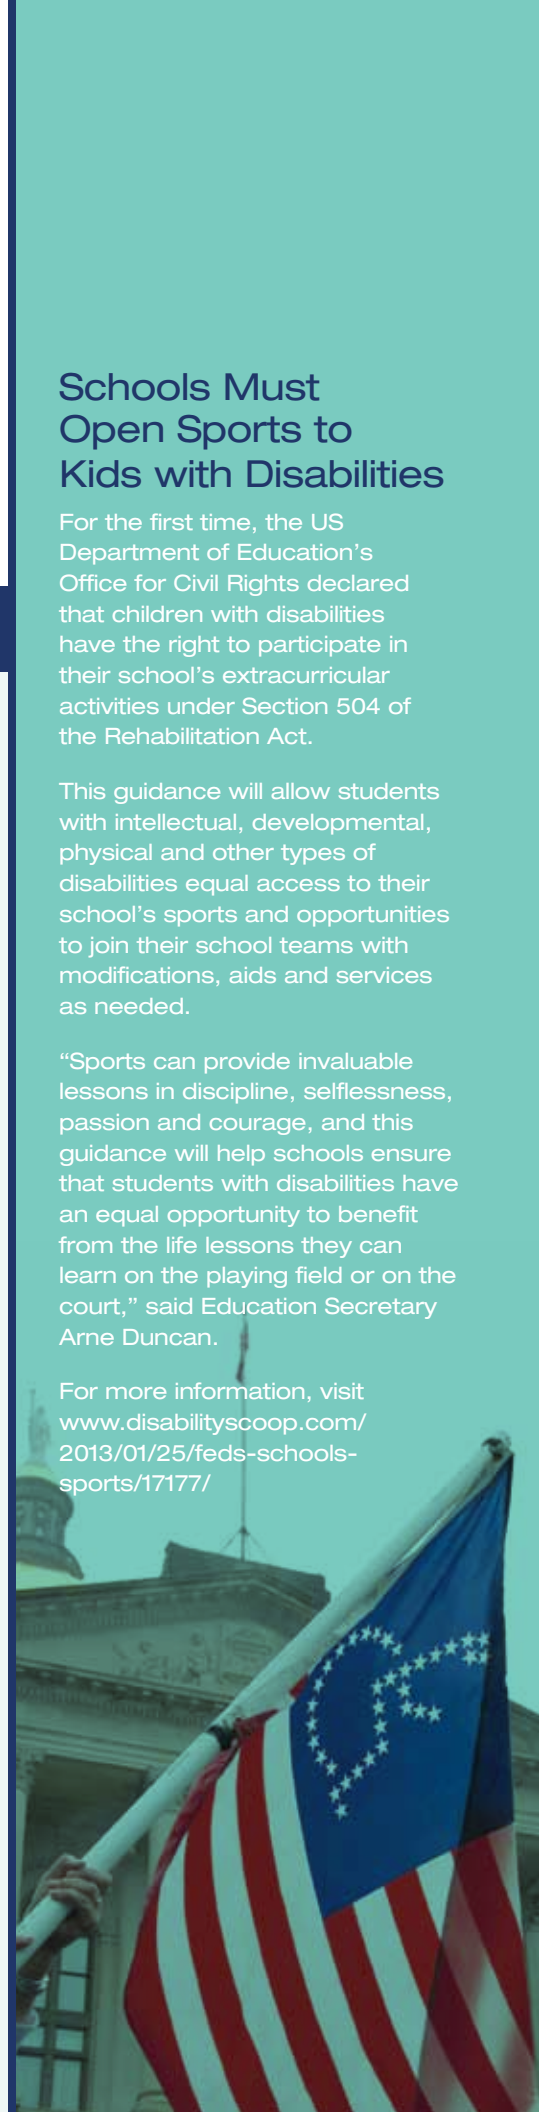 Schools Must
Open Sports to
Kids with Disabilities
For the first time, the US
Department of Education’s
Office for Civil Rights declared
that children with disabilities
have the right to participate in
their school’s extracurricular
activities under Section 504 of
the Rehabilitation Act.
This guidance will allow students
with intellectual, developmental,
physical and other types of
disabilities equal access to their
school’s sports and opportunities
to join their school teams with
modifications, aids and services
as needed.
“Sports can provide invaluable
lessons in discipline, selflessness,
passion and courage, and this
guidance will help schools ensure
that students with disabilities have
an equal opportunity to benefit
from the life lessons they can
learn on the playing field or on the
court,” said Education Secretary
Arne Duncan.
For more information, visit
www.disabilityscoop.com/
2013/01/25/feds-schools-
sports/17177/